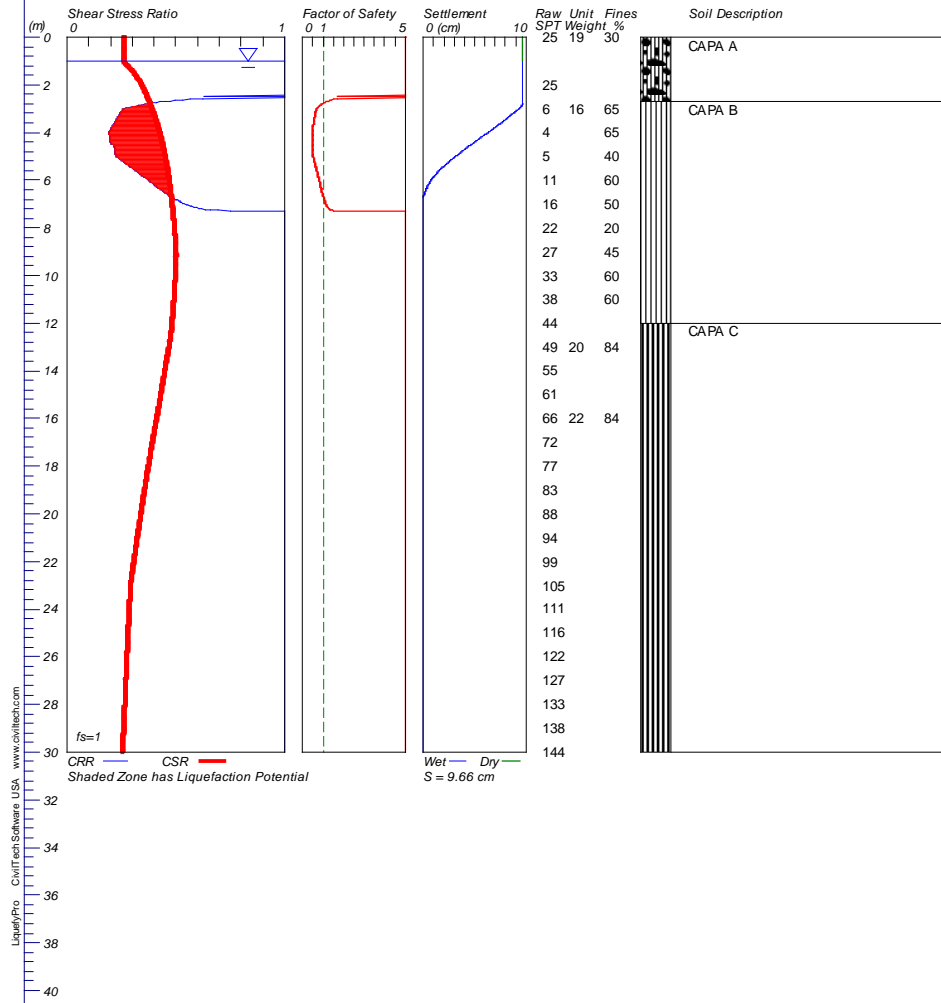 Shear Stress Ratio Factor of Safety Settlement Raw Unit Fines
(m) 0 1 0 1 5 0 (cm) 10 SPT Weight %
0 25 19 30 CAPA A
2 25
6 16 65 CAPA B
4 4 65
5 40
6 11 60
16 50
8 22 20
27 45
10 33 60
38 60
12 44 CAPA C
49 20 84
14 55
61
16 66 22 84
72
18 77
83
20 88
94
22 99
105
24 111
116
26 122
127
28 133
138
fs=1
30 144
Soil Description
CRR CSR Wet Dry
Shaded Zone has Liquefaction Potential S = 9.66 cm
32
34
36
38
40
LiquefyPro CivilTech Software USA www.civiltech.com